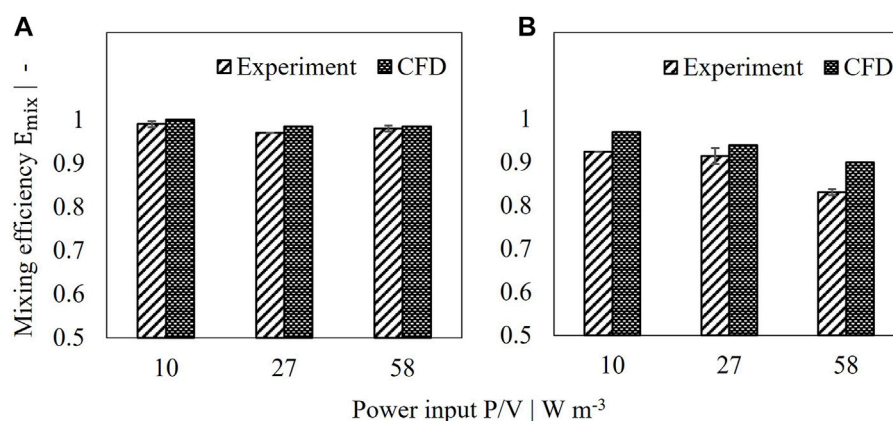 A
B
Experiment CFD
Experiment CFD
Mixing efficiency E_mix | -
1
0.9
0.8
0.7
0.6
0.5
10 27 58
1
0.9
0.8
0.7
0.6
0.5
10 27 58
Power input P/V | W m⁻³